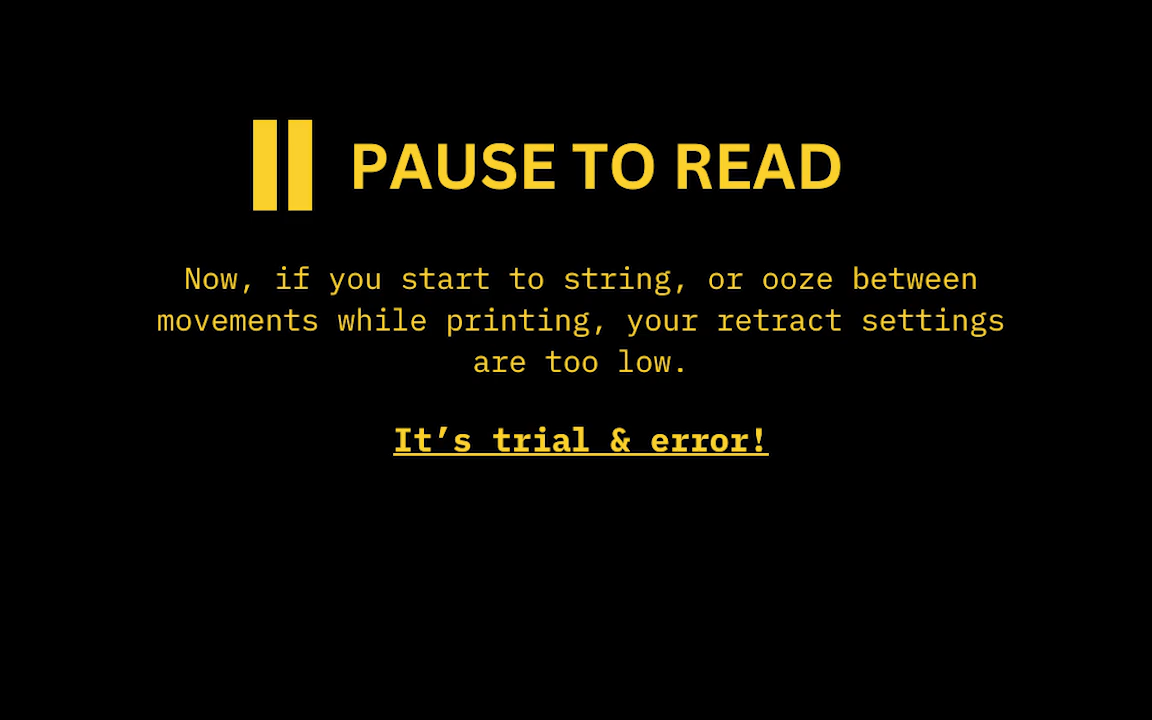 PAUSE TO READ
Now, if you start to string, or ooze between
movements while printing, your retract settings
are too low.
It’s trial & error!